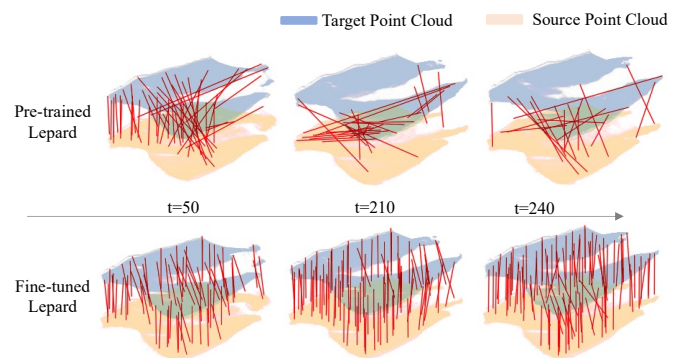 Target Point Cloud
Source Point Cloud
Pre-trained
Lepard
t=50
t=210
t=240
Fine-tuned
Lepard